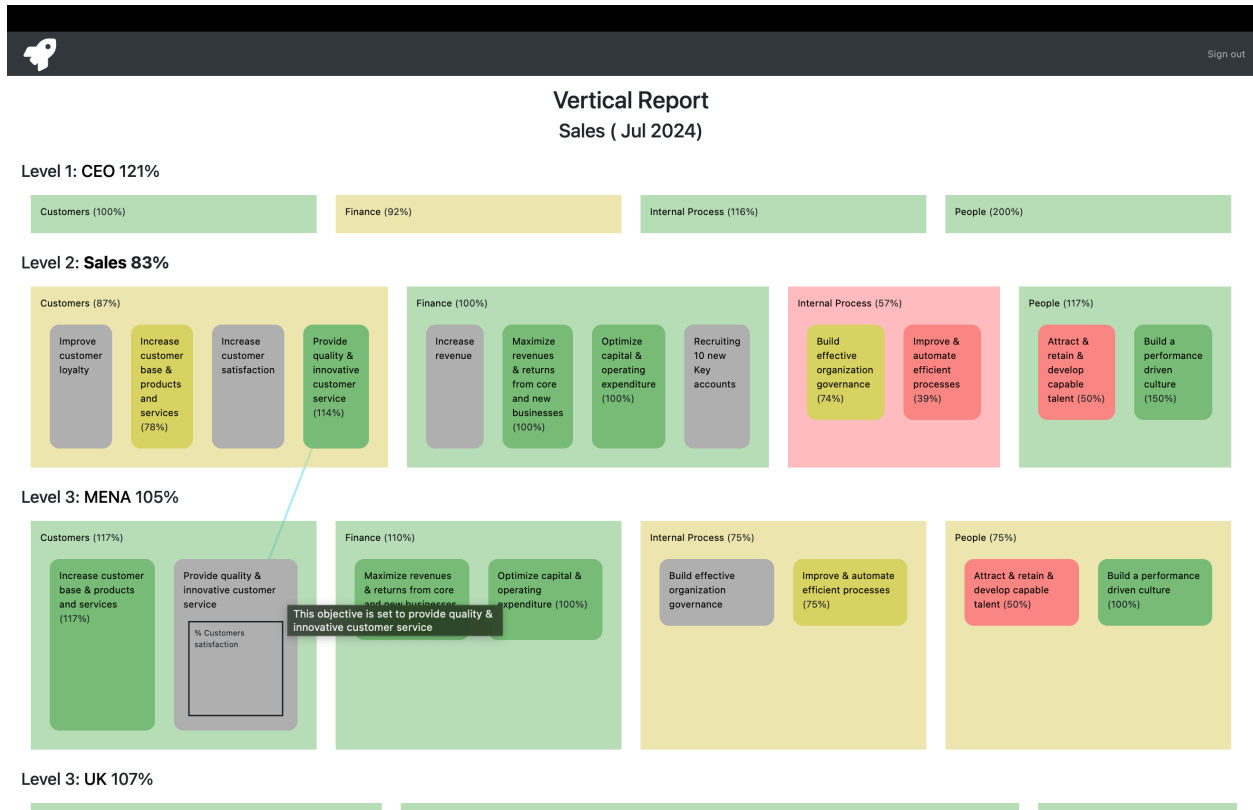 Sign out
Vertical Report
Sales ( Jul 2024)
Level 1: CEO 121%
Customers (100%)
Finance (92%)
Internal Process (116%)
People (200%)
Level 2: Sales 83%
Customers (87%)
Improve
customer
loyalty
Increase
customer
base &
products
and
services
(78%)
Increase
customer
satisfaction
Provide
quality &
innovative
customer
service
(114%)
Finance (100%)
Increase
revenue
Maximize
revenues
& returns
from core
and new
businesses
(100%)
Optimize
capital &
operating
expenditure
(100%)
Recruiting
10 new
Key
accounts
Internal Process (57%)
Build
effective
organization
governance
(74%)
Improve &
automate
efficient
processes
(39%)
People (117%)
Attract &
retain &
develop
capable
talent (50%)
Build a
performance
driven
culture
(150%)
Level 3: MENA 105%
Customers (117%)
Increase customer
base & products
and services
(117%)
Provide quality &
innovative customer
service
% Customers
satisfaction
This objective is set to provide quality &
innovative customer service
Finance (110%)
Maximize revenues
& returns from core
and new businesses
Optimize capital &
operating
expenditure (100%)
Internal Process (75%)
Build effective
organization
governance
Improve & automate
efficient processes
(75%)
People (75%)
Attract & retain &
develop capable
talent (50%)
Build a performance
driven culture
(100%)
Level 3: UK 107%